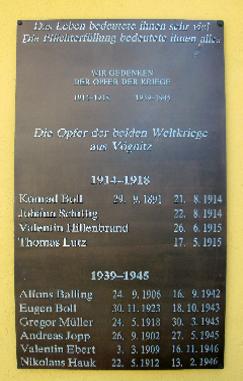 Das Leben bedeutete ihnen sehr viel
Die Pflichterfüllung bedeutete ihnen alles
WIR GEDENKEN
DER OPFER DER KRIEGE
1914-1918 1939-1945
Die Opfer der beiden Weltkriege
aus Vögnitz
1914-1918
Konrad Boll 29. 9.1891 21. 8.1914
Johann Schilling 22. 8.1914
Valentin Hillenbrand 26. 6.1915
Thomas Lutz 17. 5.1915
1939-1945
Alfons Balling 24. 9.1906 16. 9.1942
Eugen Boll 30.11.1923 18.10.1943
Gregor Müller 24. 5.1918 30. 3.1945
Andreas Jopp 26. 9.1902 27. 5.1945
Valentin Ebert 3. 3.1909 16.11.1946
Nikolaus Hauk 22. 5.1912 13. 2.1946